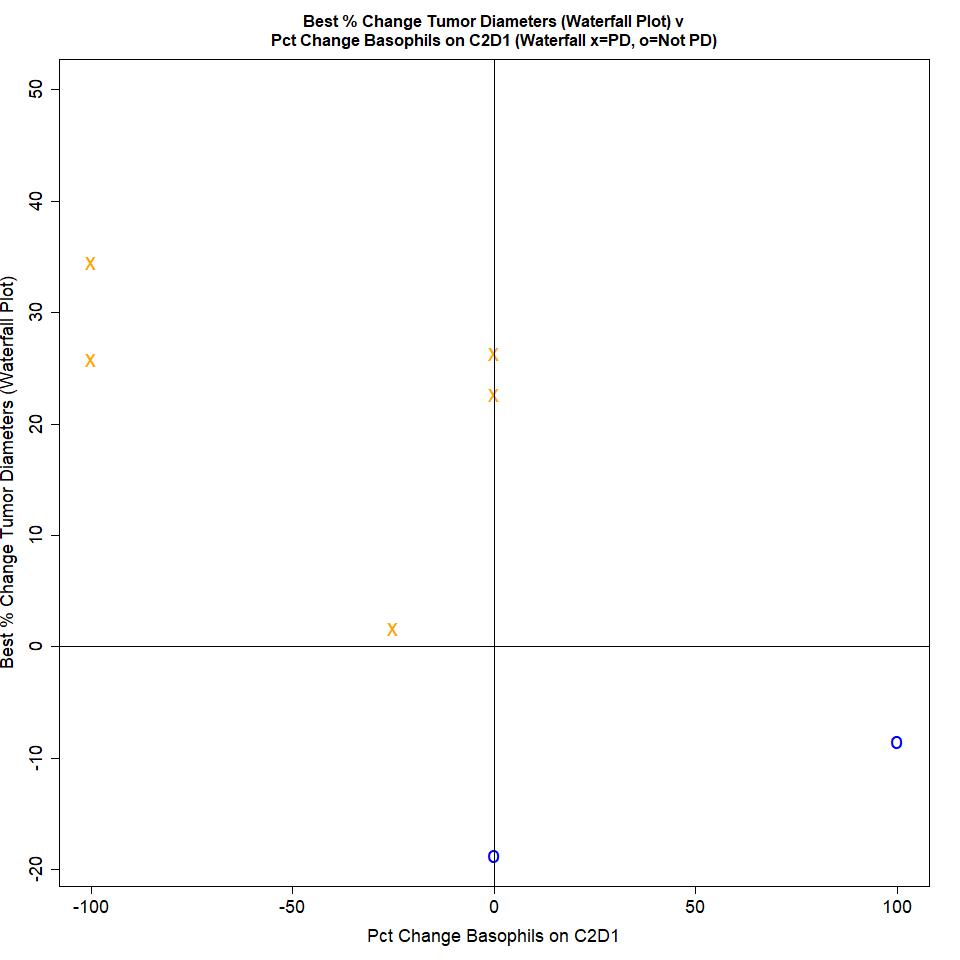 Best % Change Tumor Diameters (Waterfall Plot) v
Pct Change Basophils on C2D1 (Waterfall x=PD, o=Not PD)
Best % Change Tumor Diameters (Waterfall Plot)
50
40
30
20
10
0
-10
-20
X
X
X
X
X
O
O
-100
-50
0
50
100
Pct Change Basophils on C2D1